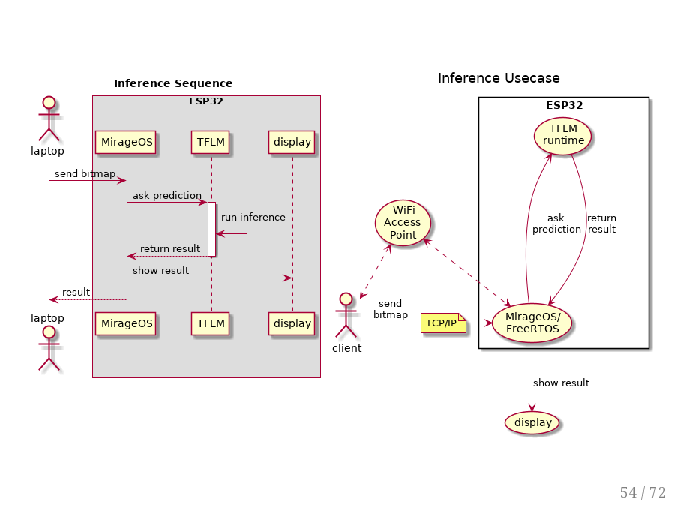 Inference Sequence
ESP32
laptop
MirageOS
TFLM
display
send bitmap
ask prediction
run inference
return result
show result
result
laptop
MirageOS
TFLM
display
Inference Usecase
ESP32
TFLM
runtime
WiFi
Access
Point
ask
prediction
return
result
send
bitmap
client
TCP/IP
MirageOS/
FreeRTOS
show result
display
54 / 72